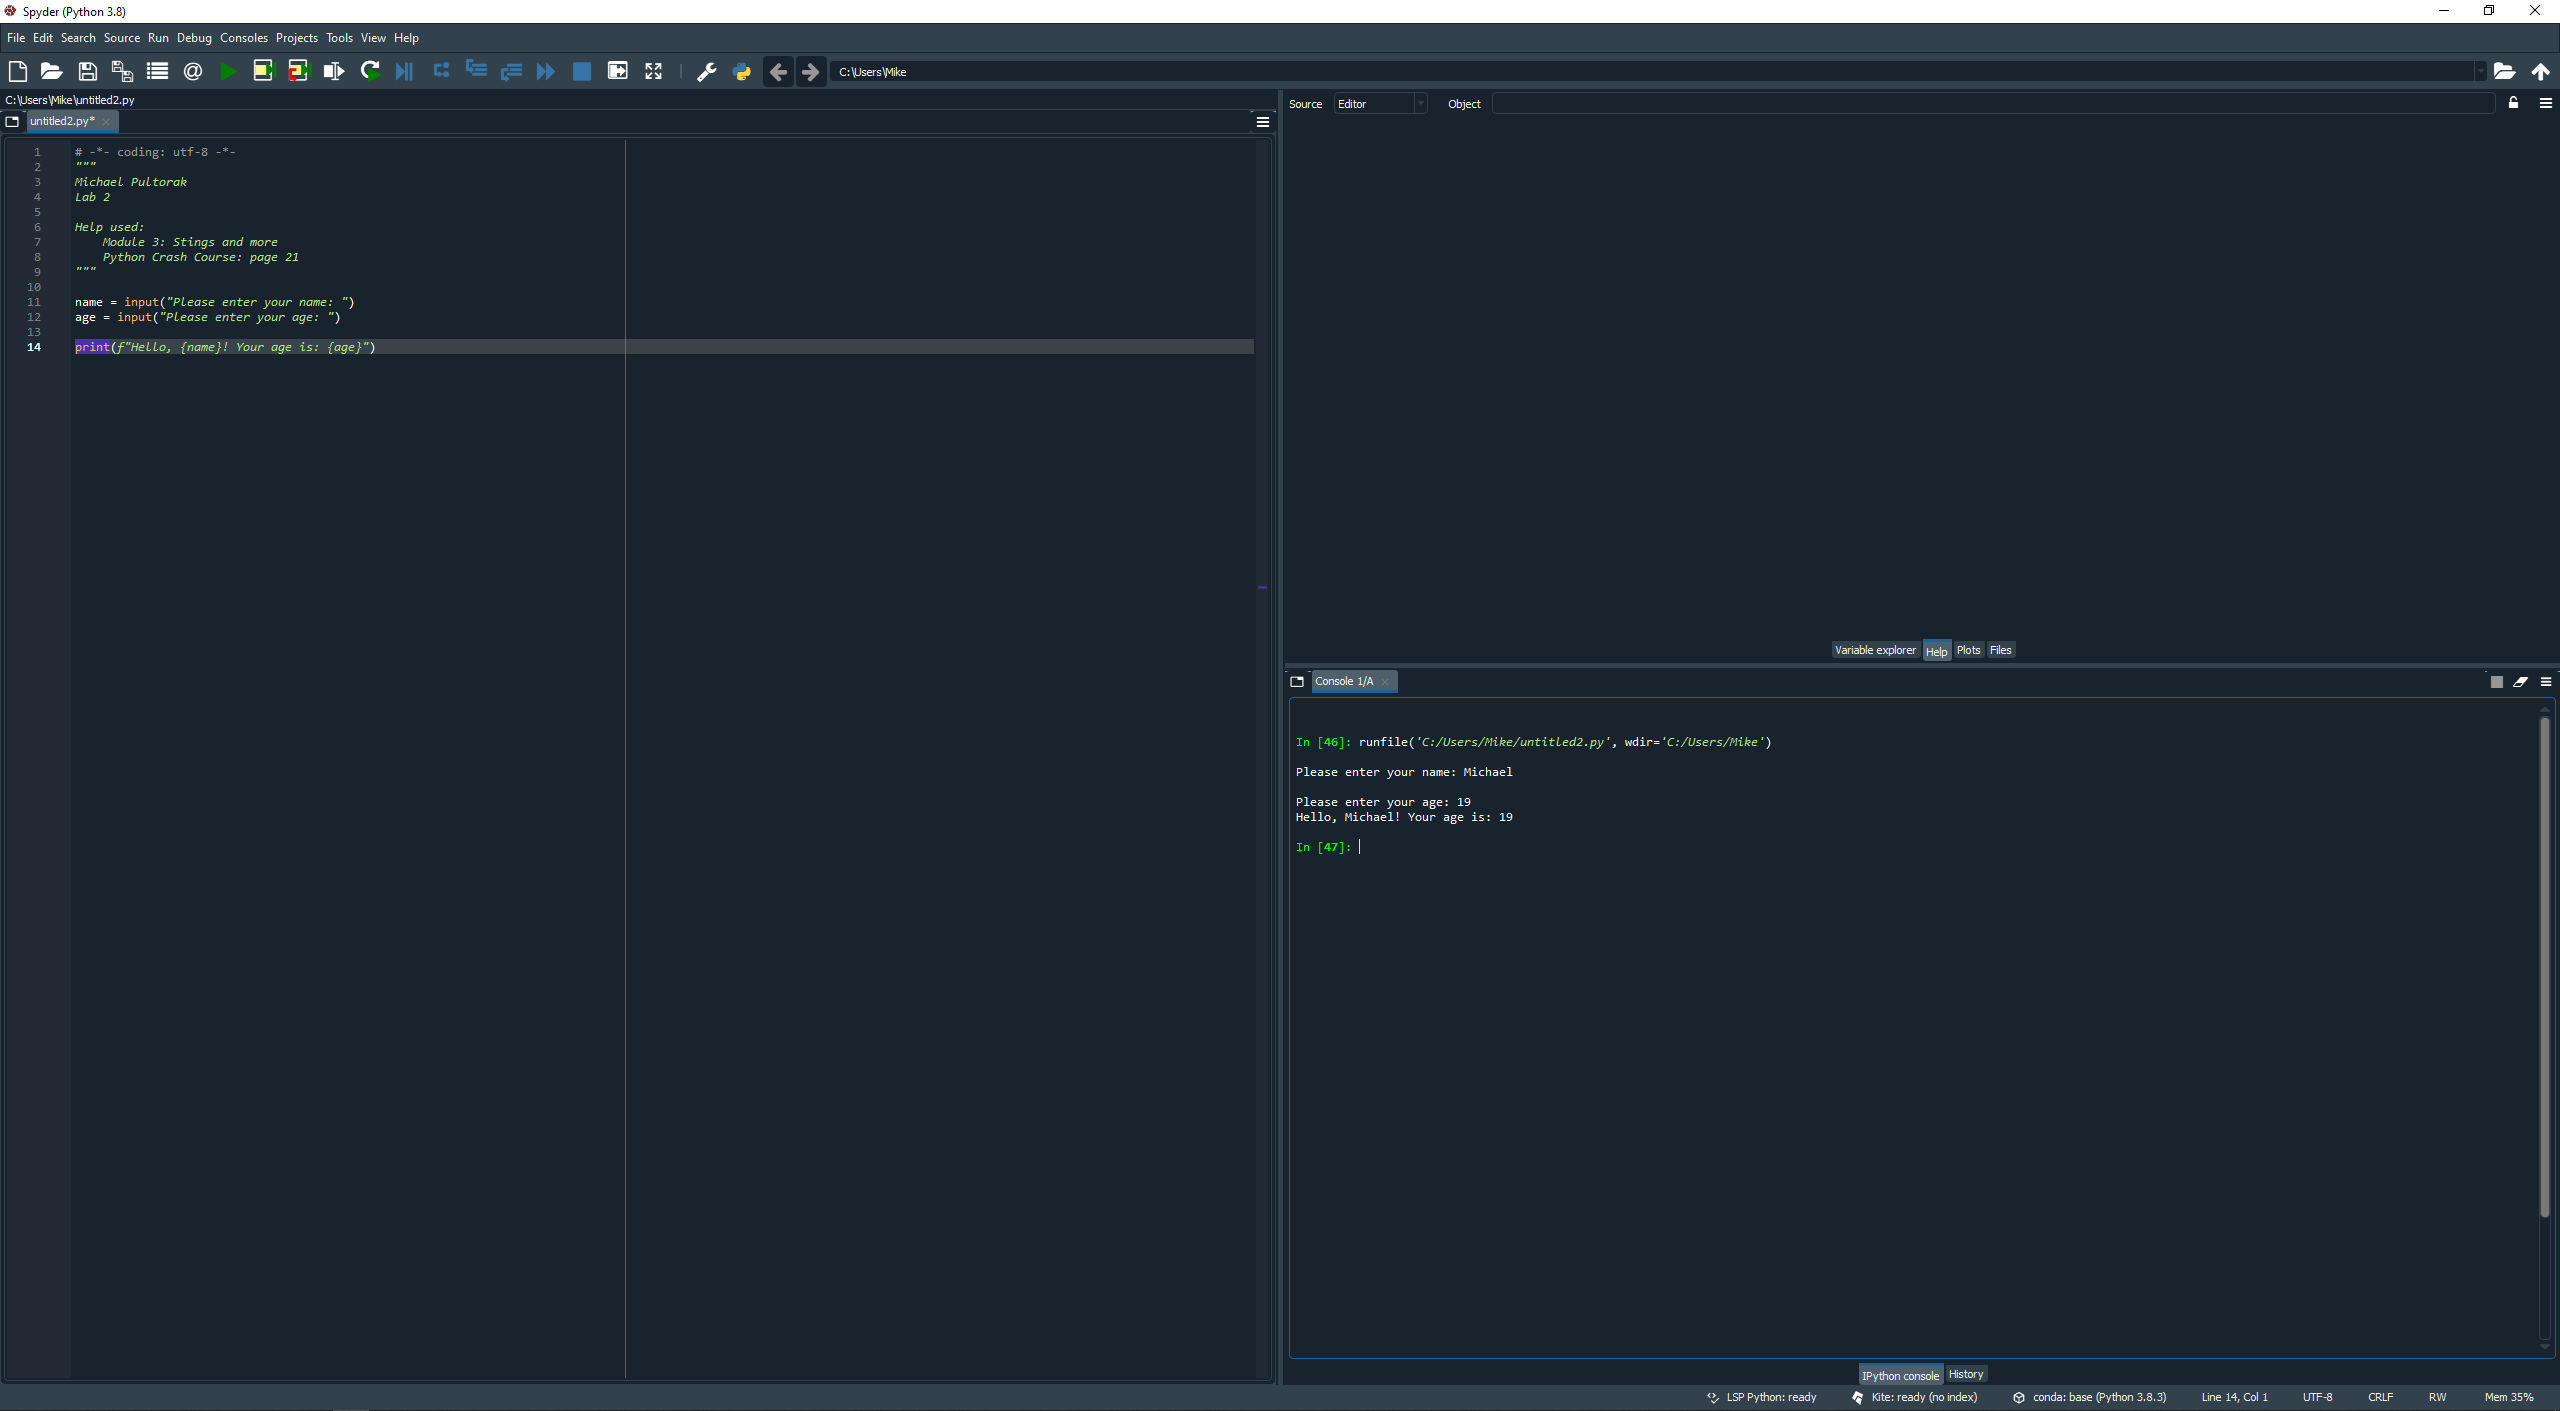 Spyder (Python 3.8)
File Edit Search Source Run Debug Consoles Projects Tools View Help
C:\Users\Mike
C:\Users\Mike\untitled2.py
untitled2.py*
1 # -*- coding: utf-8 -*-
2 """
3 Michael Pultorak
4 Lab 2
5
6 Help used:
7 Module 3: Stings and more
8 Python Crash Course: page 21
9 """
10
11 name = input("Please enter your name: ")
12 age = input("Please enter your age: ")
13
14 print(f"Hello, {name}! Your age is: {age}")
Source Editor Object
Variable explorer Help Plots Files
Console 1/A
In [46]: runfile('C:/Users/Mike/untitled2.py', wdir='C:/Users/Mike')
Please enter your name: Michael
Please enter your age: 19
Hello, Michael! Your age is: 19
In [47]:
IPython console History
LSP Python: ready Kite: ready (no index) conda: base (Python 3.8.3) Line 14, Col 1 UTF-8 CRLF RW Mem 35%